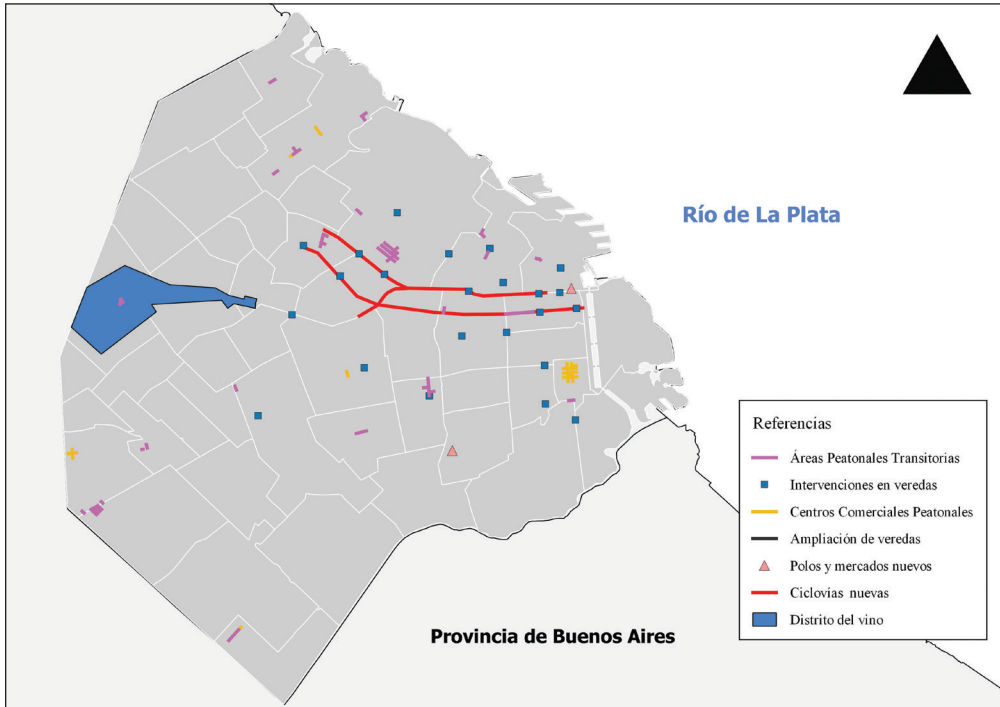 Río de La Plata
Referencias
Áreas Peatonales Transitorias
Intervenciones en veredas
Centros Comerciales Peatonales
Ampliación de veredas
Polos y mercados nuevos
Ciclovías nuevas
Distrito del vino
Provincia de Buenos Aires